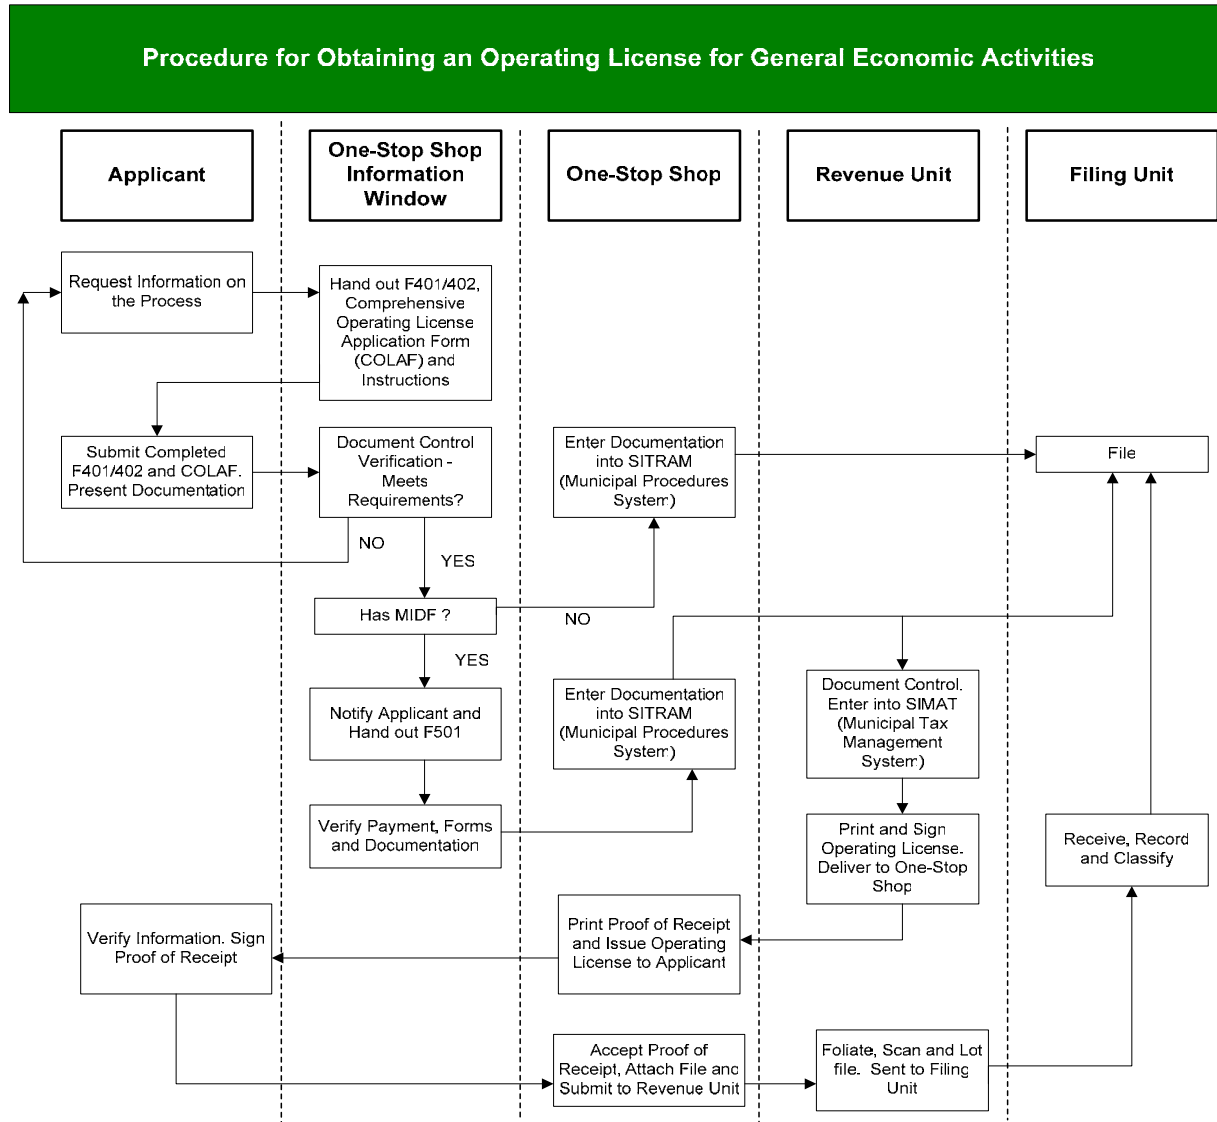 Procedure for Obtaining an Operating License for General Economic Activities
Applicant
One-Stop Shop
Information
Window
One-Stop Shop
Revenue Unit
Filing Unit
Request Information on
the Process
Hand out F401/402,
Comprehensive
Operating License
Application Form
(COLAF) and
Instructions
Submit Completed
F401/402 and COLAF.
Present Documentation
Document Control
Verification -
Meets
Requirements?
Enter Documentation
into SITRAM
(Municipal Procedures
System)
File
NO
YES
Has MIDF ?
NO
YES
Notify Applicant and
Hand out F501
Enter Documentation
into SITRAM
(Municipal Procedures
System)
Document Control.
Enter into SIMAT
(Municipal Tax
Management
System)
Verify Payment, Forms
and Documentation
Print and Sign
Operating License.
Deliver to One-Stop
Shop
Receive, Record
and Classify
Verify Information. Sign
Proof of Receipt
Print Proof of Receipt
and Issue Operating
License to Applicant
Accept Proof of
Receipt, Attach File and
Submit to Revenue Unit
Foliate, Scan and Lot
file. Sent to Filing
Unit